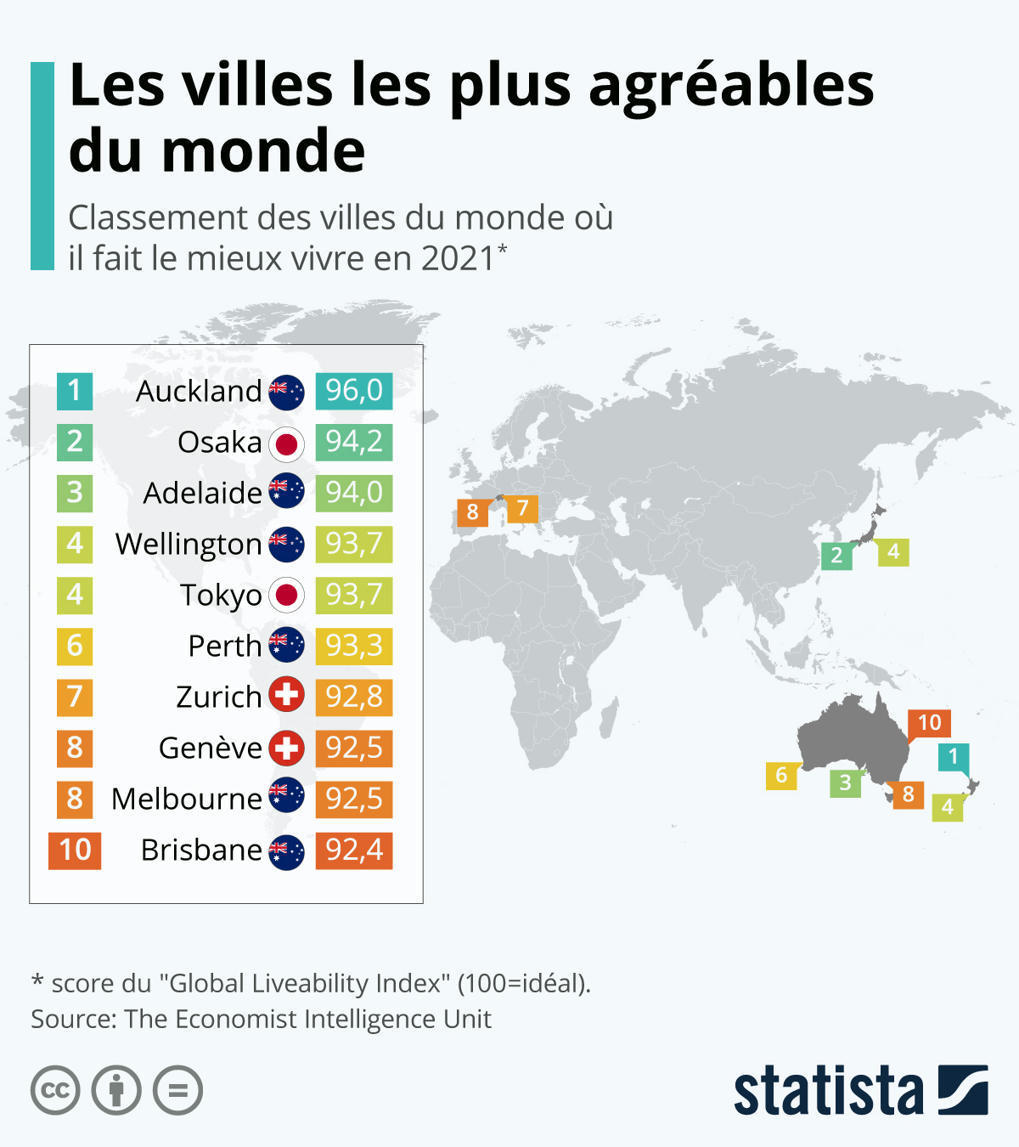 Les villes les plus agréables
du monde
Classement des villes du monde où
il fait le mieux vivre en 2021*
1 Auckland 96,0
2 Osaka 94,2
3 Adelaide 94,0
4 Wellington 93,7
4 Tokyo 93,7
6 Perth 93,3
7 Zurich 92,8
8 Genève 92,5
8 Melbourne 92,5
10 Brisbane 92,4
8 7
2 4
10
1
6 3 8 4
* score du "Global Liveability Index" (100=idéal).
Source: The Economist Intelligence Unit
cc
statista